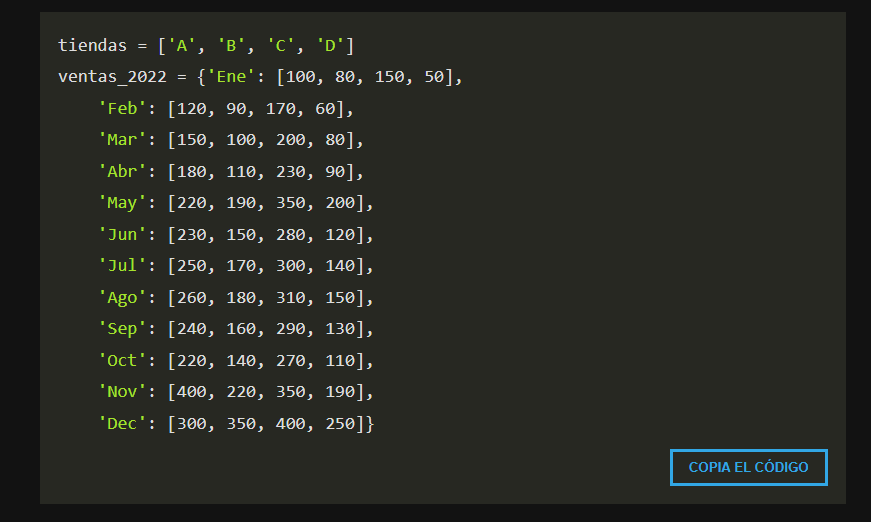 tiendas = ['A', 'B', 'C', 'D']
ventas_2022 = {'Ene': [100, 80, 150, 50],
    'Feb': [120, 90, 170, 60],
    'Mar': [150, 100, 200, 80],
    'Abr': [180, 110, 230, 90],
    'May': [220, 190, 350, 200],
    'Jun': [230, 150, 280, 120],
    'Jul': [250, 170, 300, 140],
    'Ago': [260, 180, 310, 150],
    'Sep': [240, 160, 290, 130],
    'Oct': [220, 140, 270, 110],
    'Nov': [400, 220, 350, 190],
    'Dec': [300, 350, 400, 250]}
COPIA EL CÓDIGO